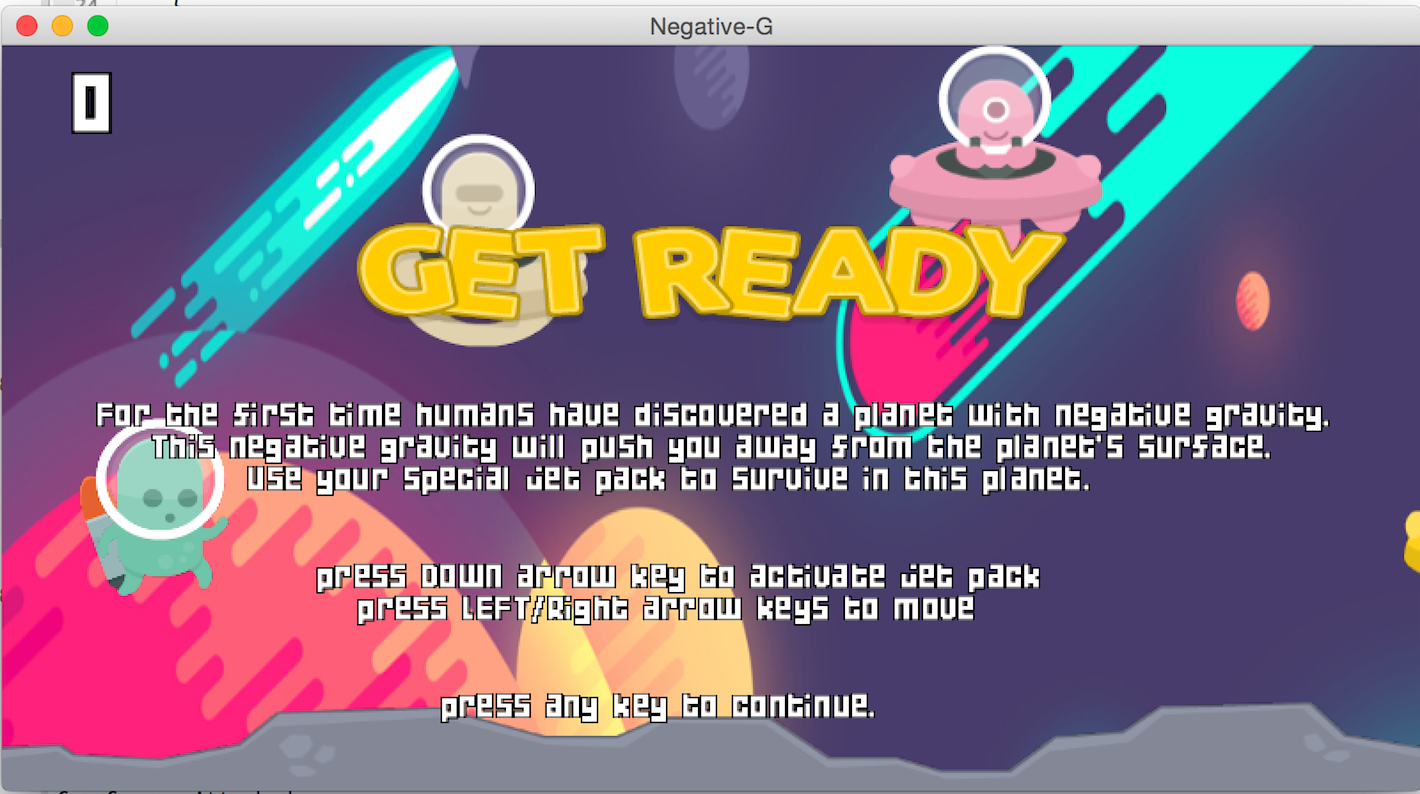 Negative-G
0
GET READY
For the first time humans have discovered a planet with negative gravity.
This negative gravity will push you away from the planet's surface.
Use your special jet pack to survive in this planet.
press DOWN arrow key to activate jet pack
press LEFT/Right arrow keys to move
press any key to continue.